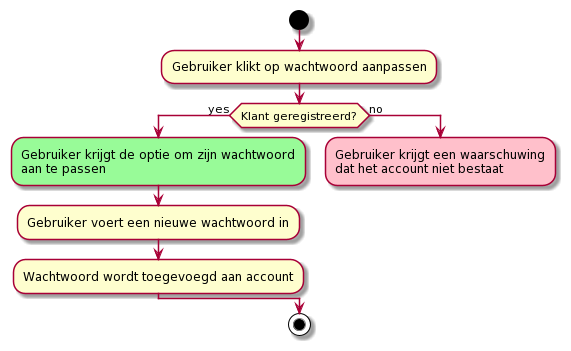 Gebruiker klikt op wachtwoord aanpassen
yes
Klant geregistreerd?
no
Gebruiker krijgt de optie om zijn wachtwoord
aan te passen
Gebruiker krijgt een waarschuwing
dat het account niet bestaat
Gebruiker voert een nieuwe wachtwoord in
Wachtwoord wordt toegevoegd aan account